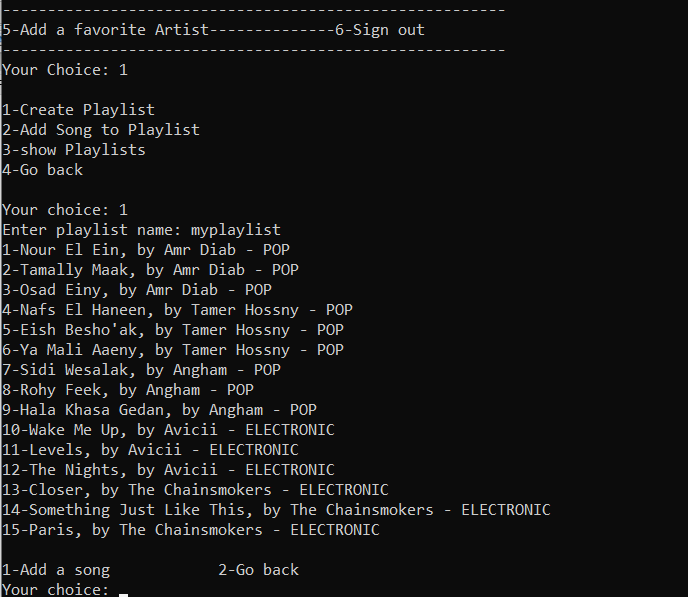 --------------------------------------------------------
5-Add a favorite Artist--------------6-Sign out
--------------------------------------------------------
Your Choice: 1
1-Create Playlist
2-Add Song to Playlist
3-show Playlists
4-Go back
Your choice: 1
Enter playlist name: myplaylist
1-Nour El Ein, by Amr Diab - POP
2-Tamally Maak, by Amr Diab - POP
3-Osad Einy, by Amr Diab - POP
4-Nafs El Haneen, by Tamer Hossny - POP
5-Eish Besho'ak, by Tamer Hossny - POP
6-Ya Mali Aaeny, by Tamer Hossny - POP
7-Sidi Wesalak, by Angham - POP
8-Rohy Feek, by Angham - POP
9-Hala Khasa Gedan, by Angham - POP
10-Wake Me Up, by Avicii - ELECTRONIC
11-Levels, by Avicii - ELECTRONIC
12-The Nights, by Avicii - ELECTRONIC
13-Closer, by The Chainsmokers - ELECTRONIC
14-Something Just Like This, by The Chainsmokers - ELECTRONIC
15-Paris, by The Chainsmokers - ELECTRONIC
1-Add a song            2-Go back
Your choice: _